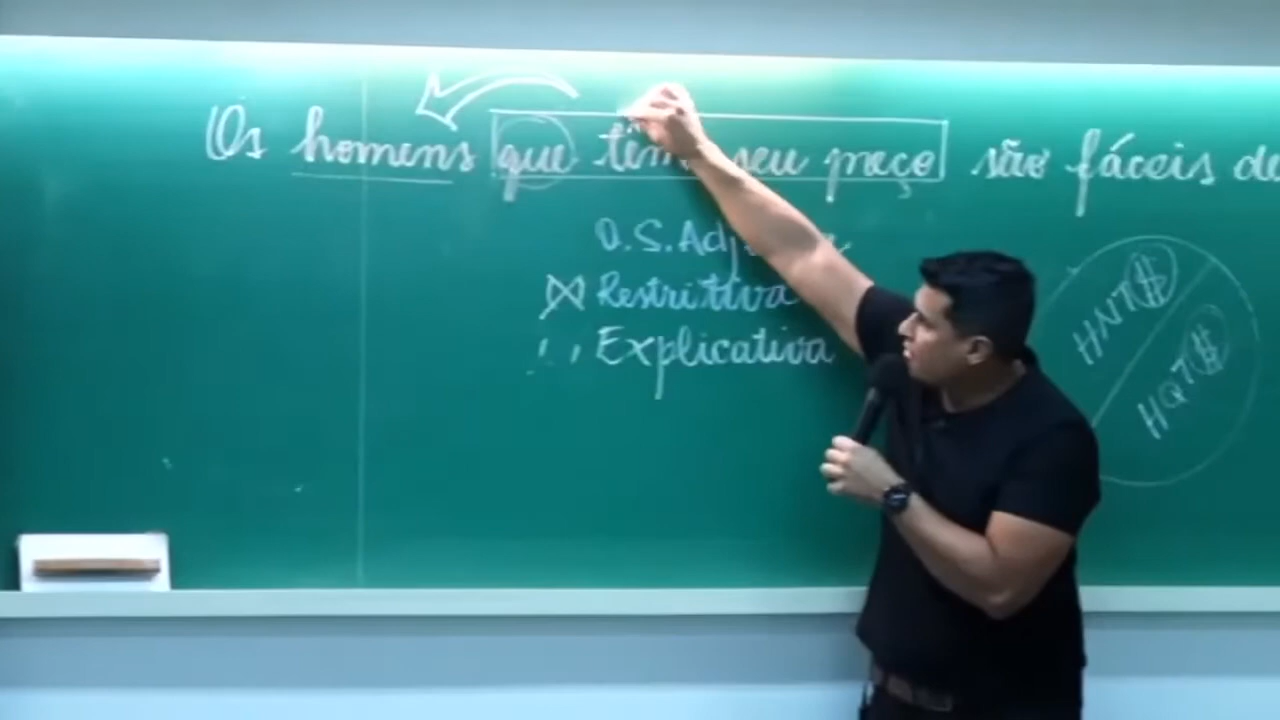 Os homens que têm seu preço são fáceis de
O.S.Adj
Restritiva
Explicativa
HNT$
HQT$